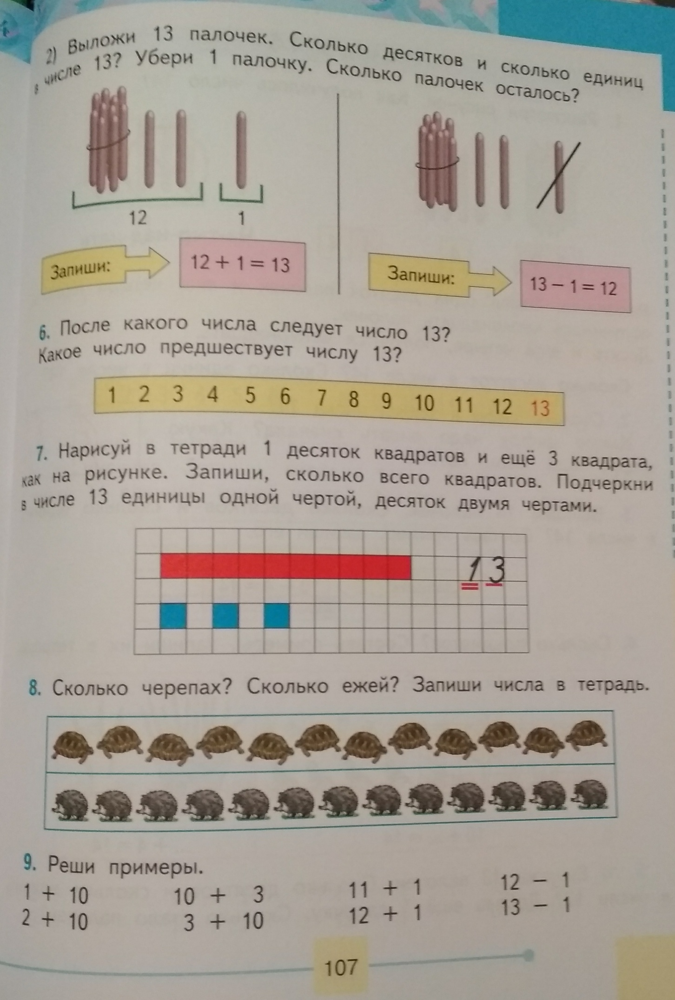 2) Выложи 13 палочек. Сколько десятков и сколько единиц
в числе 13? Убери 1 палочку. Сколько палочек осталось?
12 1
Запиши: 12 + 1 = 13
Запиши: 13 − 1 = 12
6. После какого числа следует число 13?
Какое число предшествует числу 13?
1 2 3 4 5 6 7 8 9 10 11 12 13
7. Нарисуй в тетради 1 десяток квадратов и ещё 3 квадрата,
как на рисунке. Запиши, сколько всего квадратов. Подчеркни
в числе 13 единицы одной чертой, десяток двумя чертами.
13
8. Сколько черепах? Сколько ежей? Запиши числа в тетрадь.
9. Реши примеры.
1 + 10 10 + 3 11 + 1 12 − 1
2 + 10 3 + 10 12 + 1 13 − 1
107